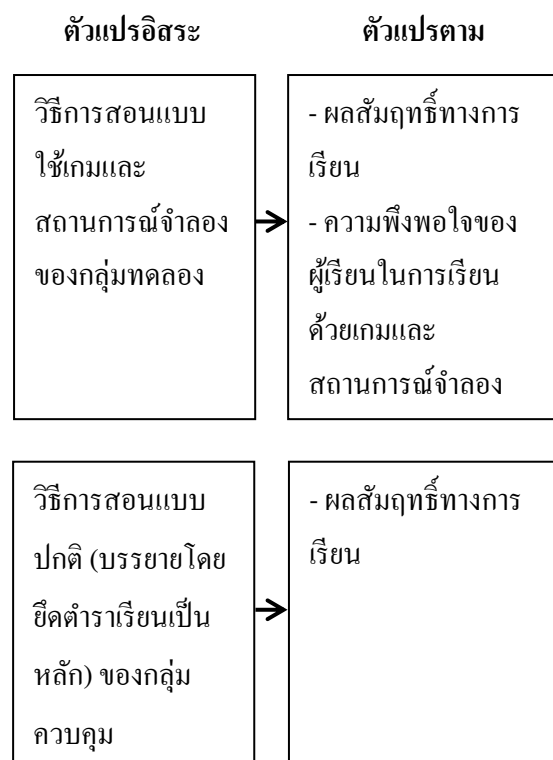 ตัวแปรอิสระ
ตัวแปรตาม
วิธีการสอนแบบ
ใช้เกมและ
สถานการณ์จำลอง
ของกลุ่มทดลอง
- ผลสัมฤทธิ์ทางการ
เรียน
- ความพึงพอใจของ
ผู้เรียนในการเรียน
ด้วยเกมและ
สถานการณ์จำลอง
วิธีการสอนแบบ
ปกติ (บรรยายโดย
ยึดตำราเรียนเป็น
หลัก) ของกลุ่ม
ควบคุม
- ผลสัมฤทธิ์ทางการ
เรียน